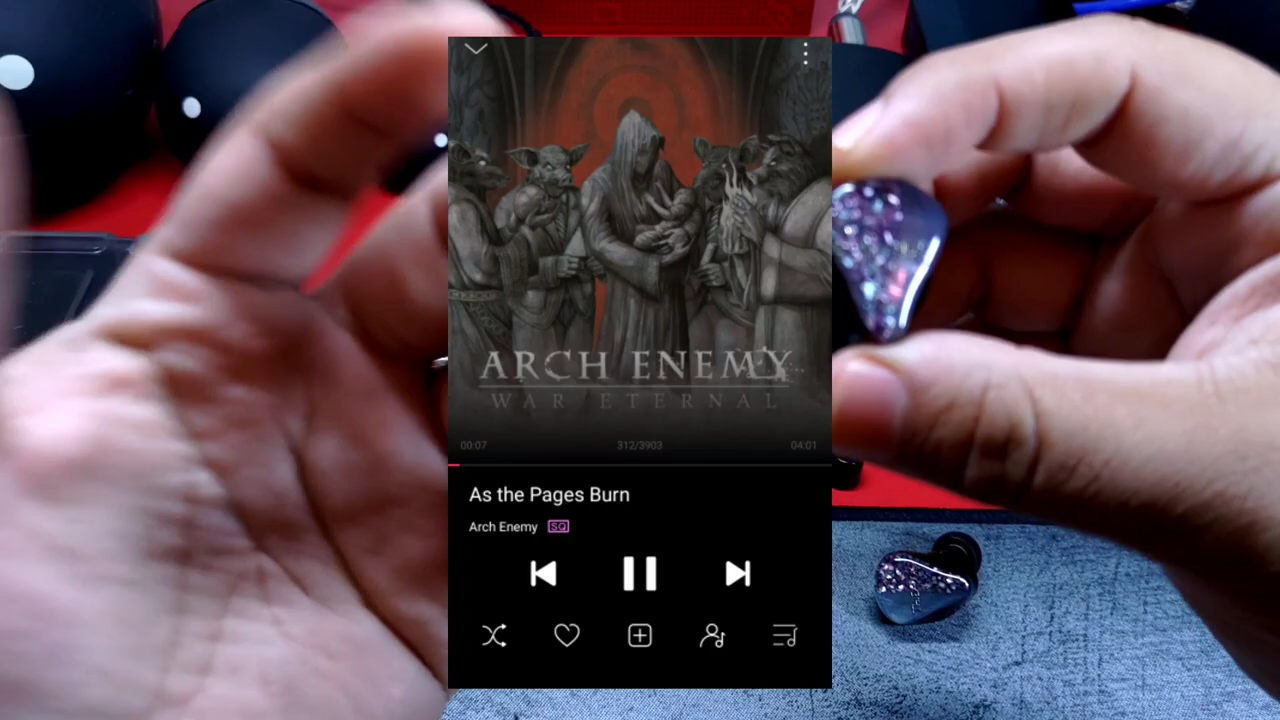 ARCH ENEMY
WAR ETERNAL
00:07 312/3903 04:01
As the Pages Burn
Arch Enemy SQ